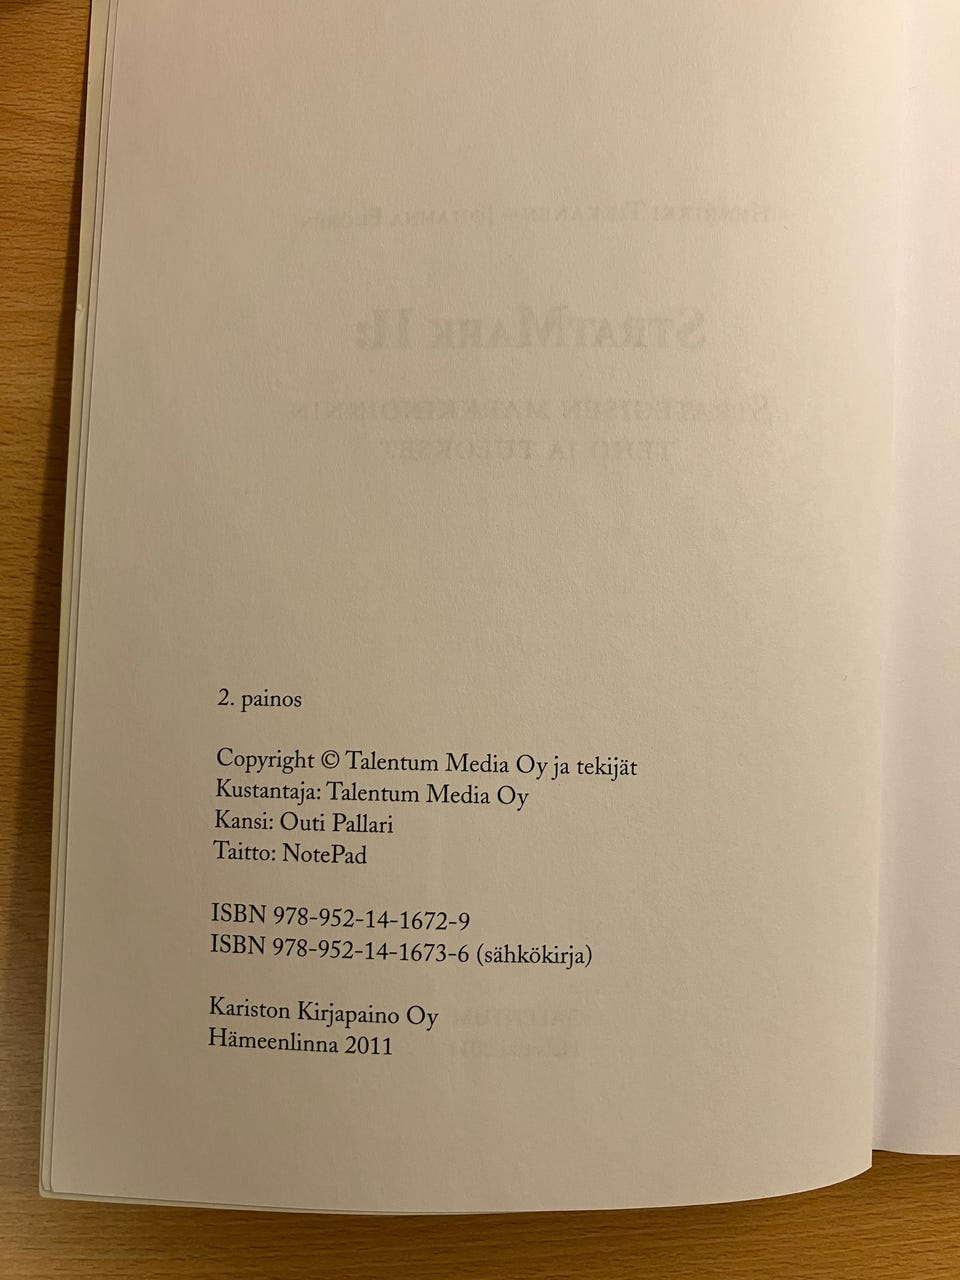 2. painos
Copyright © Talentum Media Oy ja tekijät
Kustantaja: Talentum Media Oy
Kansi: Outi Pallari
Taitto: NotePad
ISBN 978-952-14-1672-9
ISBN 978-952-14-1673-6 (sähkökirja)
Kariston Kirjapaino Oy
Hämeenlinna 2011